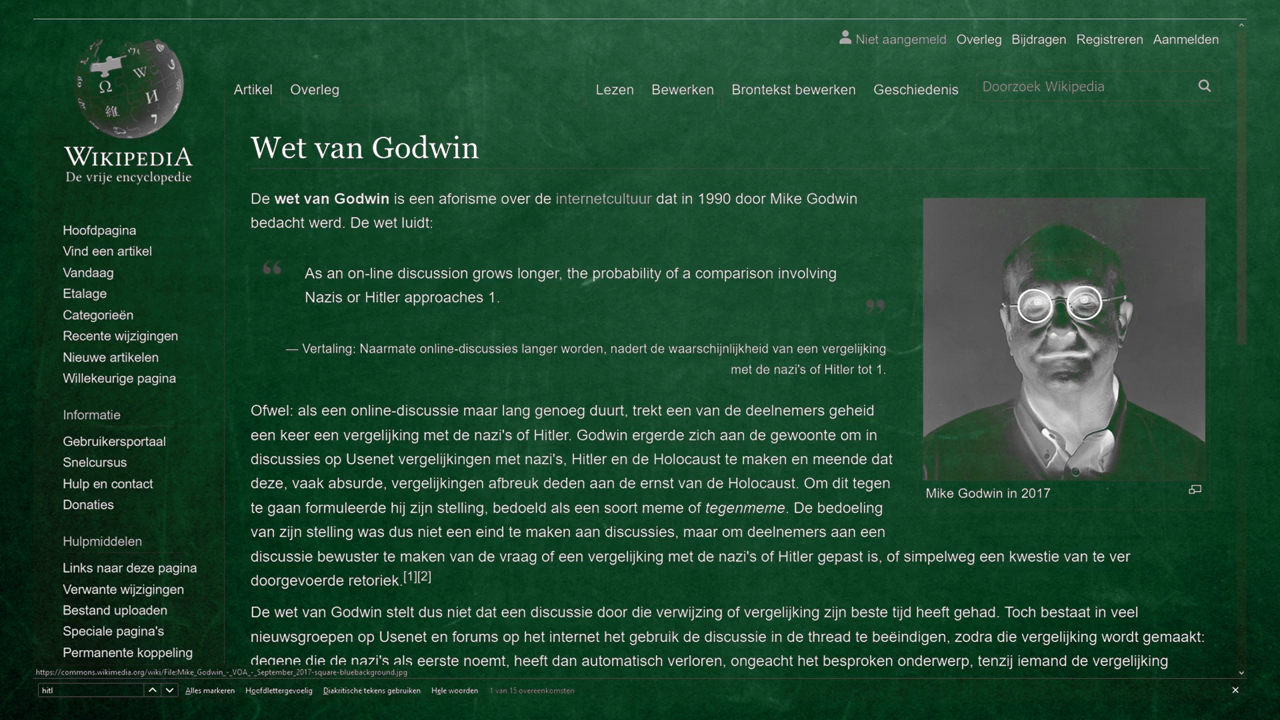 Niet aangemeld Overleg Bijdragen Registreren Aanmelden
Artikel Overleg Lezen Bewerken Brontekst bewerken Geschiedenis Doorzoek Wikipedia
WIKIPEDIA
De vrije encyclopedie
Hoofdpagina
Vind een artikel
Vandaag
Etalage
Categorieën
Recente wijzigingen
Nieuwe artikelen
Willekeurige pagina
Informatie
Gebruikersportaal
Snelcursus
Hulp en contact
Donaties
Hulpmiddelen
Links naar deze pagina
Verwante wijzigingen
Bestand uploaden
Speciale pagina's
Permanente koppeling
Wet van Godwin
De wet van Godwin is een aforisme over de internetcultuur dat in 1990 door Mike Godwin
bedacht werd. De wet luidt:
“ As an on-line discussion grows longer, the probability of a comparison involving
Nazis or Hitler approaches 1. ”
— Vertaling: Naarmate online-discussies langer worden, nadert de waarschijnlijkheid van een vergelijking
met de nazi's of Hitler tot 1.
Mike Godwin in 2017
Ofwel: als een online-discussie maar lang genoeg duurt, trekt een van de deelnemers geheid
een keer een vergelijking met de nazi's of Hitler. Godwin ergerde zich aan de gewoonte om in
discussies op Usenet vergelijkingen met nazi's, Hitler en de Holocaust te maken en meende dat
deze, vaak absurde, vergelijkingen afbreuk deden aan de ernst van de Holocaust. Om dit tegen
te gaan formuleerde hij zijn stelling, bedoeld als een soort meme of tegenmeme. De bedoeling
van zijn stelling was dus niet een eind te maken aan discussies, maar om deelnemers aan een
discussie bewuster te maken van de vraag of een vergelijking met de nazi's of Hitler gepast is, of simpelweg een kwestie van te ver
doorgevoerde retoriek.[1][2]
De wet van Godwin stelt dus niet dat een discussie door die verwijzing of vergelijking zijn beste tijd heeft gehad. Toch bestaat in veel
nieuwsgroepen op Usenet en forums op het internet het gebruik de discussie in de thread te beëindigen, zodra die vergelijking wordt gemaakt:
degene die de nazi's als eerste noemt, heeft dan automatisch verloren, ongeacht het besproken onderwerp, tenzij iemand de vergelijking
https://commons.wikimedia.org/wiki/File:Mike_Godwin_-_VOA_-_September_2017-square-bluebackground.jpg
hitl Alles markeren Hoofdlettergevoelig Diakritische tekens gebruiken Hele woorden 1 van 15 overeenkomsten